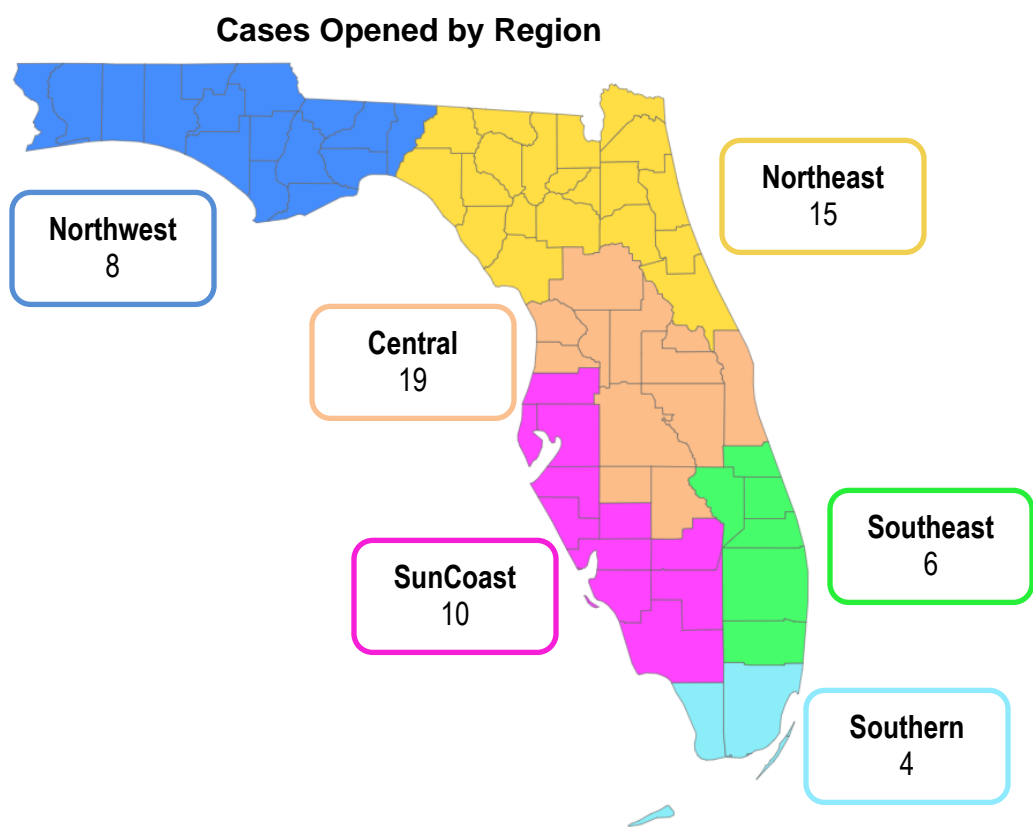 Cases Opened by Region
Northeast
15
Northwest
8
Central
19
Southeast
6
SunCoast
10
Southern
4